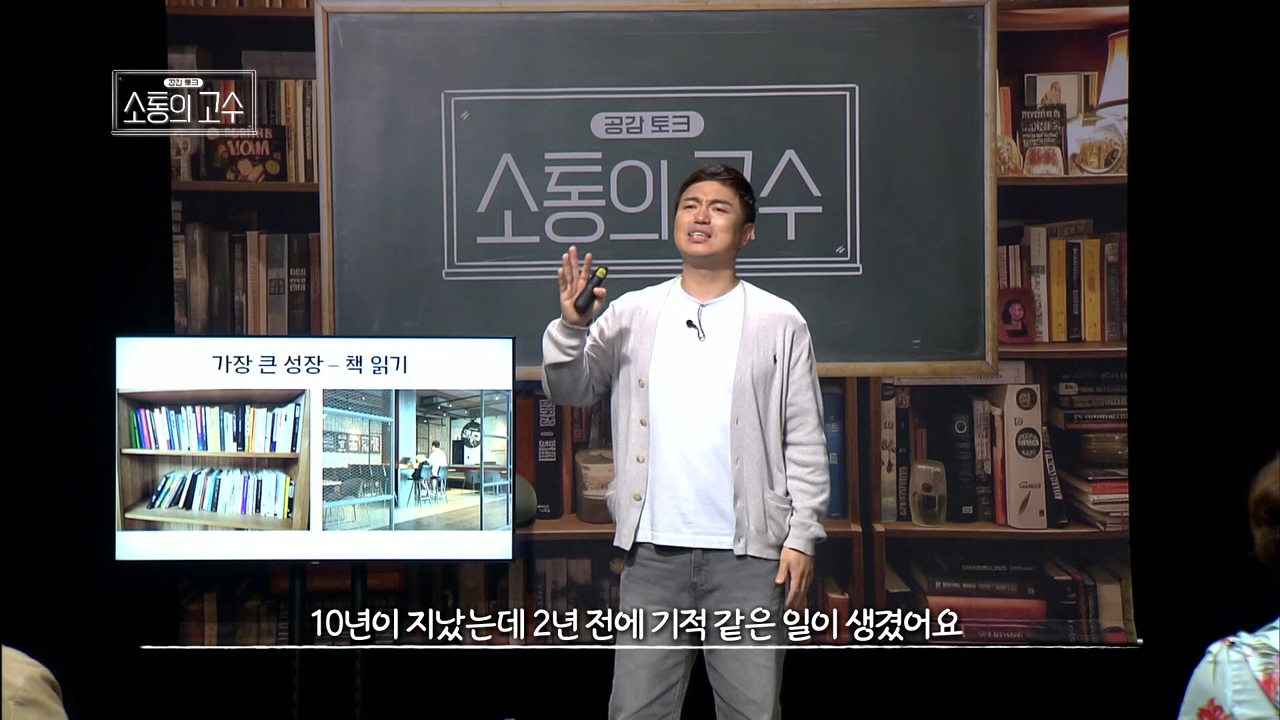 공감 토크
소통의 고수
공감 토크
소통의 고수
가장 큰 성장 – 책 읽기
10년이 지났는데 2년 전에 기적 같은 일이 생겼어요